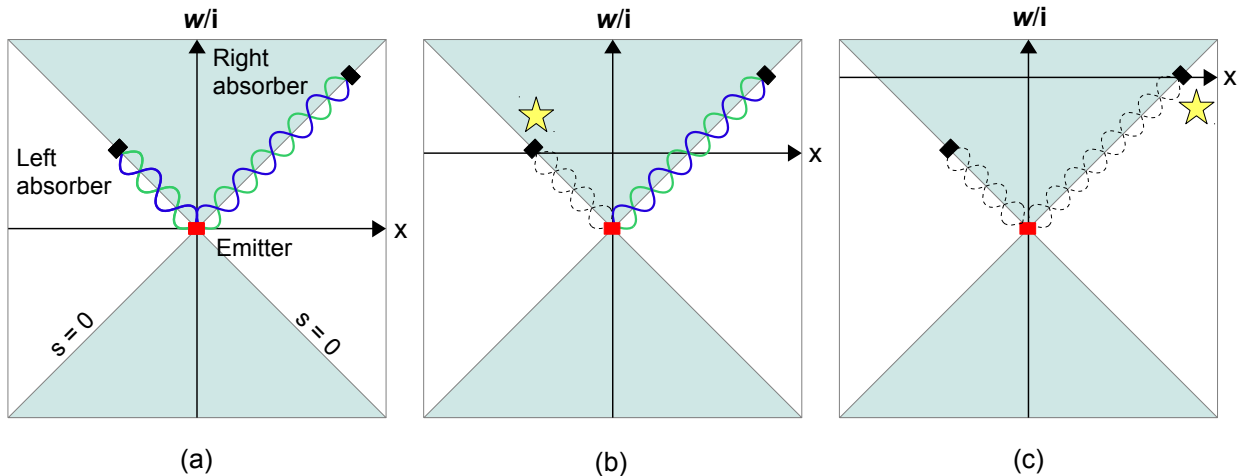 w/i
Right
absorber
Left
absorber
x
Emitter
s = 0
s = 0
(a)
w/i
x
(b)
w/i
x
(c)